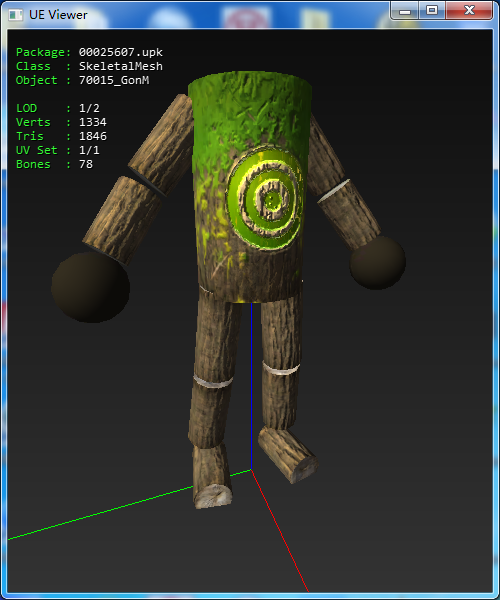 UE Viewer
Package: 00025607.upk
Class : SkeletalMesh
Object : 70015_GonM
LOD : 1/2
Verts : 1334
Tris : 1846
UV Set : 1/1
Bones : 78